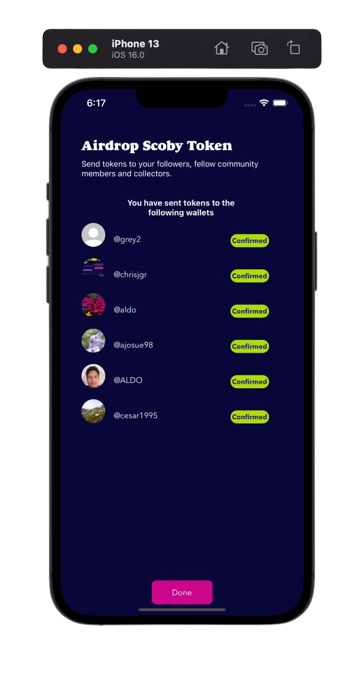 iPhone 13
iOS 16.0
6:17
Airdrop Scoby Token
Send tokens to your followers, fellow community
members and collectors.
You have sent tokens to the
following wallets
@grey2 Confirmed
@chrisjgr Confirmed
@aldo Confirmed
@ajosue98 Confirmed
@ALDO Confirmed
@cesar1995 Confirmed
Done